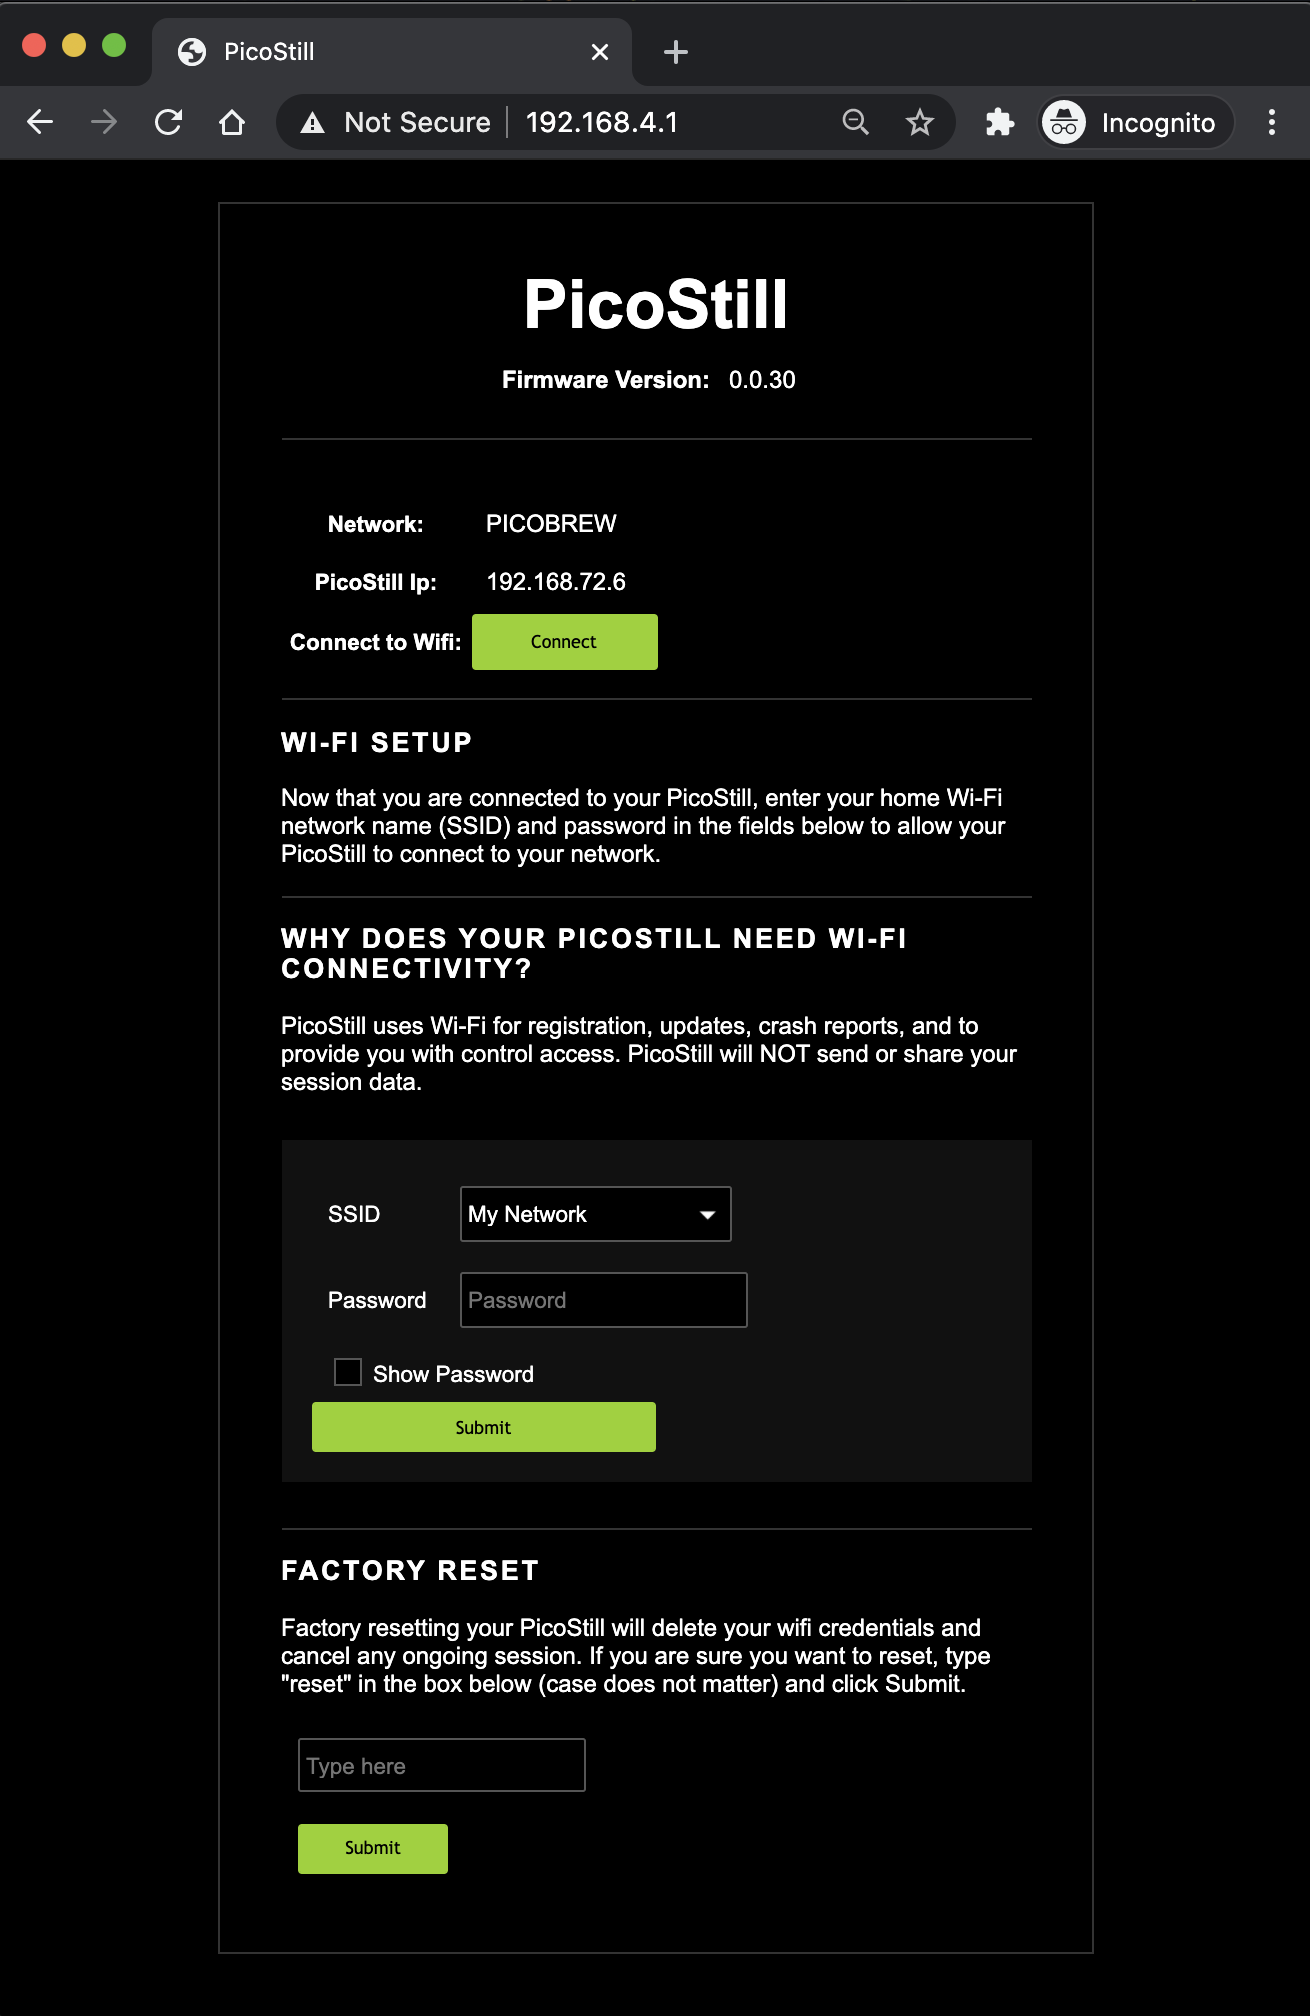 PicoStill
Not Secure 192.168.4.1 Incognito
PicoStill
Firmware Version: 0.0.30
Network: PICOBREW
PicoStill Ip: 192.168.72.6
Connect to Wifi: Connect
WI-FI SETUP
Now that you are connected to your PicoStill, enter your home Wi-Fi
network name (SSID) and password in the fields below to allow your
PicoStill to connect to your network.
WHY DOES YOUR PICOSTILL NEED WI-FI
CONNECTIVITY?
PicoStill uses Wi-Fi for registration, updates, crash reports, and to
provide you with control access. PicoStill will NOT send or share your
session data.
SSID My Network
Password Password
Show Password
Submit
FACTORY RESET
Factory resetting your PicoStill will delete your wifi credentials and
cancel any ongoing session. If you are sure you want to reset, type
"reset" in the box below (case does not matter) and click Submit.
Type here
Submit